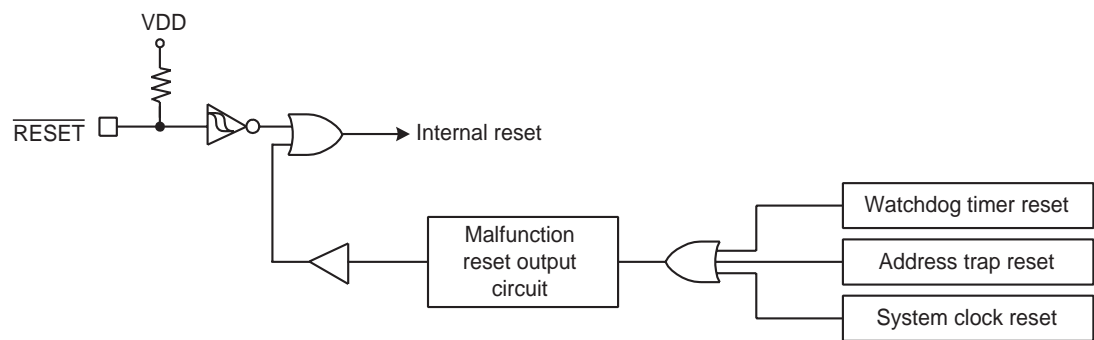 VDD
RESET
Internal reset
Watchdog timer reset
Malfunction
reset output
circuit
Address trap reset
System clock reset